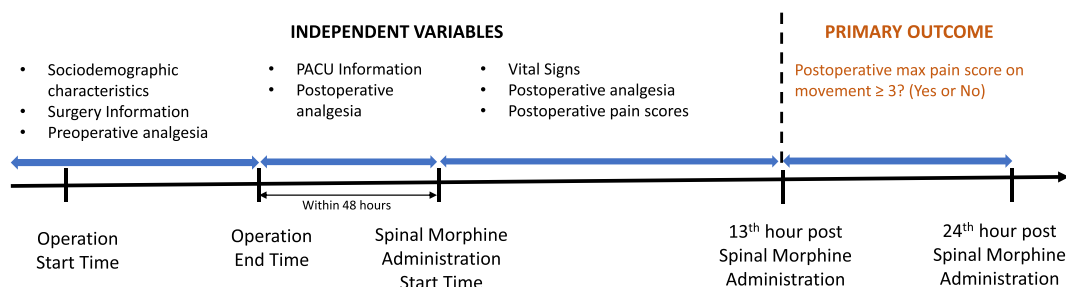 INDEPENDENT VARIABLES
PRIMARY OUTCOME
• Sociodemographic
characteristics
• Surgery Information
• Preoperative analgesia
• PACU Information
• Postoperative
analgesia
• Vital Signs
• Postoperative analgesia
• Postoperative pain scores
Postoperative max pain score on
movement ≥ 3? (Yes or No)
Within 48 hours
Operation
Start Time
Operation
End Time
Spinal Morphine
Administration
Start Time
13th hour post
Spinal Morphine
Administration
24th hour post
Spinal Morphine
Administration